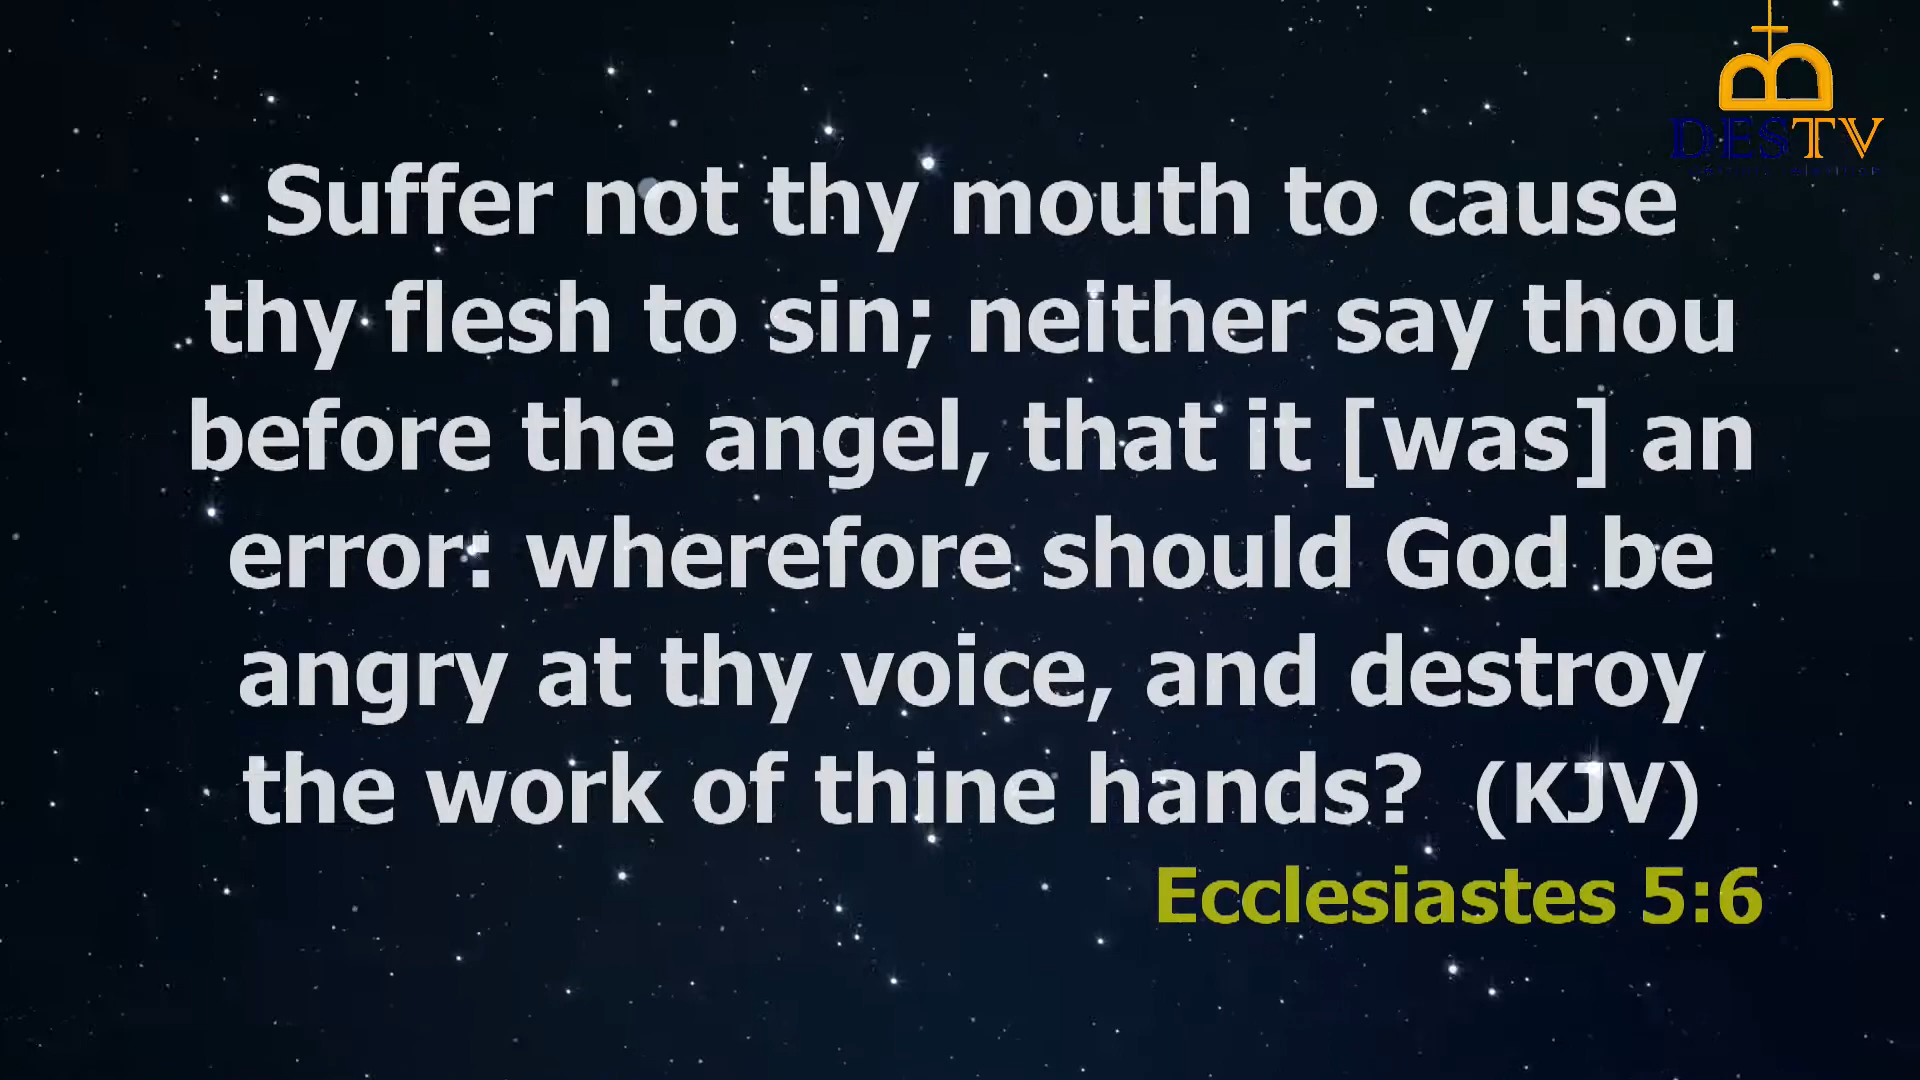 DESTV
Suffer not thy mouth to cause
thy flesh to sin; neither say thou
before the angel, that it [was] an
error: wherefore should God be
angry at thy voice, and destroy
the work of thine hands? (KJV)
Ecclesiastes 5:6